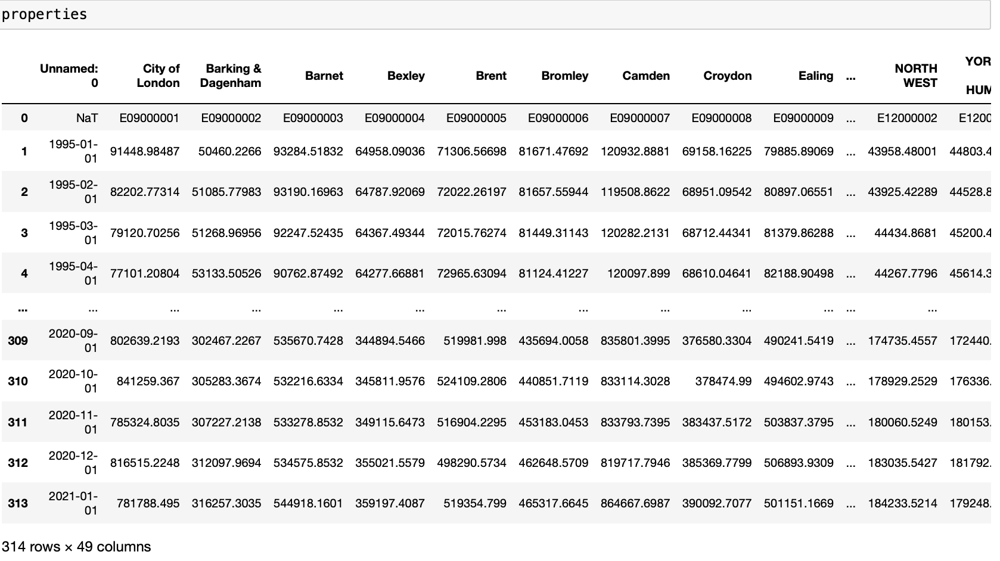 properties
Unnamed: 0 City of London Barking & Dagenham Barnet Bexley Brent Bromley Camden Croydon Ealing ... NORTH WEST YOR HUM
0 NaT E09000001 E09000002 E09000003 E09000004 E09000005 E09000006 E09000007 E09000008 E09000009 ... E12000002 E1200
1 1995-01-01 91448.98487 50460.2266 93284.51832 64958.09036 71306.56698 81671.47692 120932.8881 69158.16225 79885.89069 ... 43958.48001 44803.4
2 1995-02-01 82202.77314 51085.77983 93190.16963 64787.92069 72022.26197 81657.55944 119508.8622 68951.09542 80897.06551 ... 43925.42289 44528.8
3 1995-03-01 79120.70256 51268.96956 92247.52435 64367.49344 72015.76274 81449.31143 120282.2131 68712.44341 81379.86288 ... 44434.8681 45200.4
4 1995-04-01 77101.20804 53133.50526 90762.87492 64277.66881 72965.63094 81124.41227 120097.899 68610.04641 82188.90498 ... 44267.7796 45614.3
... ... ... ... ... ... ... ... ... ... ... ... ...
309 2020-09-01 802639.2193 302467.2267 535670.7428 344894.5466 519981.998 435694.0058 835801.3995 376580.3304 490241.5419 ... 174735.4557 172440.
310 2020-10-01 841259.367 305283.3674 532216.6334 345811.9576 524109.2806 440851.7119 833114.3028 378474.99 494602.9743 ... 178929.2529 176336.
311 2020-11-01 785324.8035 307227.2138 533278.8532 349115.6473 516904.2295 453183.0453 833793.7395 383437.5172 503837.3795 ... 180060.5249 180153.
312 2020-12-01 816515.2248 312097.9694 534575.8532 355021.5579 498290.5734 462648.5709 819717.7946 385369.7799 506893.9309 ... 183035.5427 181792.
313 2021-01-01 781788.495 316257.3035 544918.1601 359197.4087 519354.799 465317.6645 864667.6987 390092.7077 501151.1669 ... 184233.5214 179248.
314 rows × 49 columns